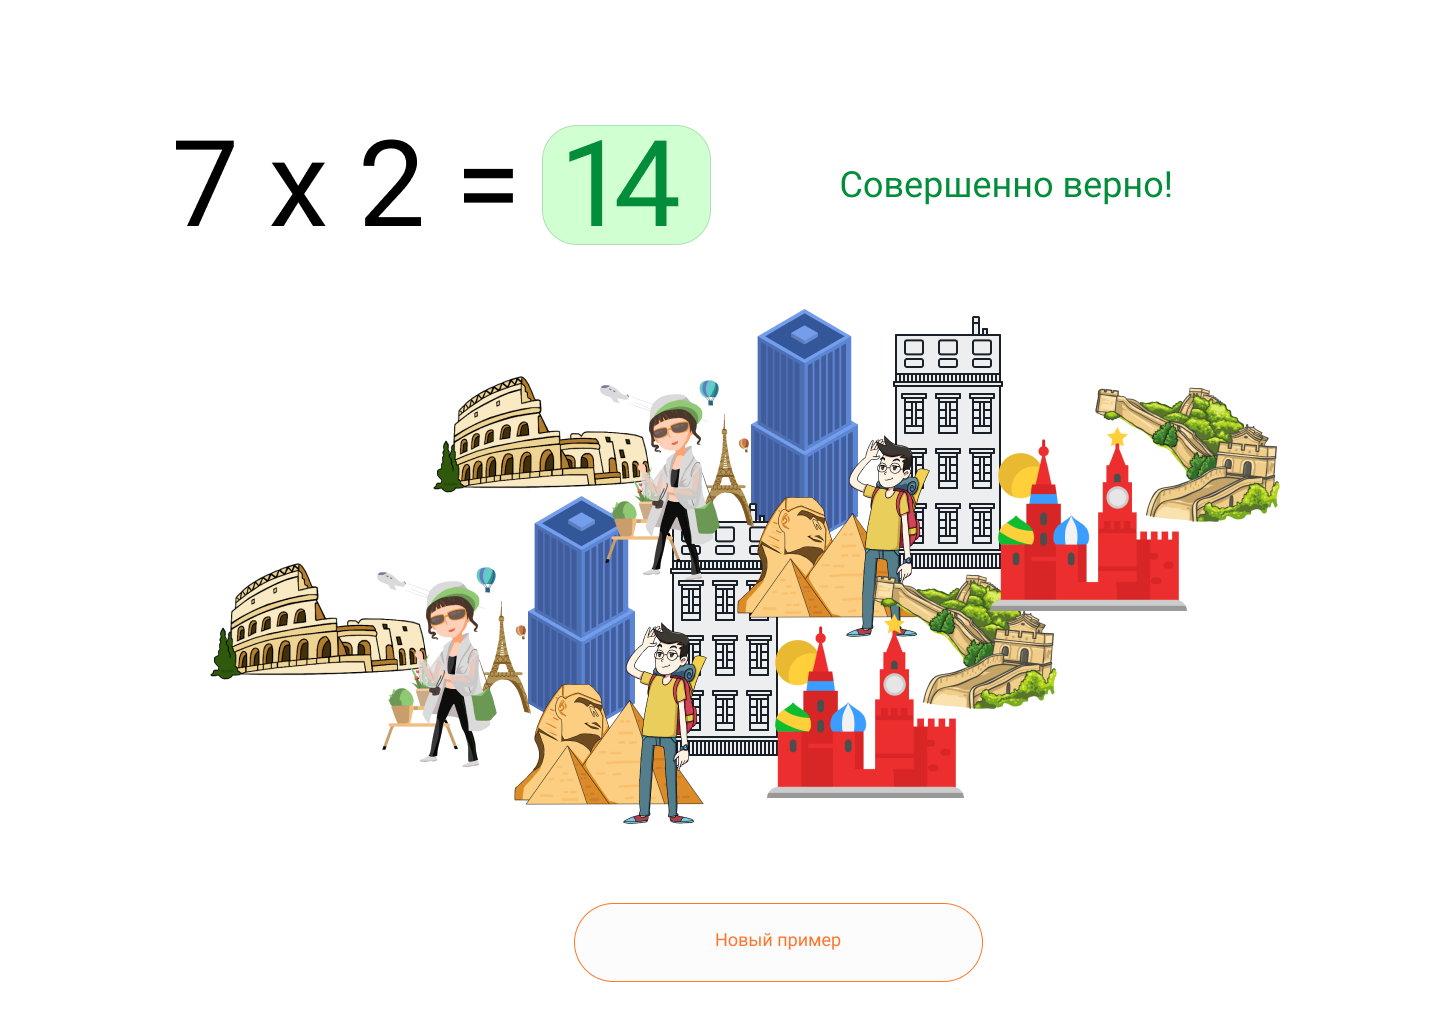 7 x 2 = 14
Совершенно верно!
Новый пример